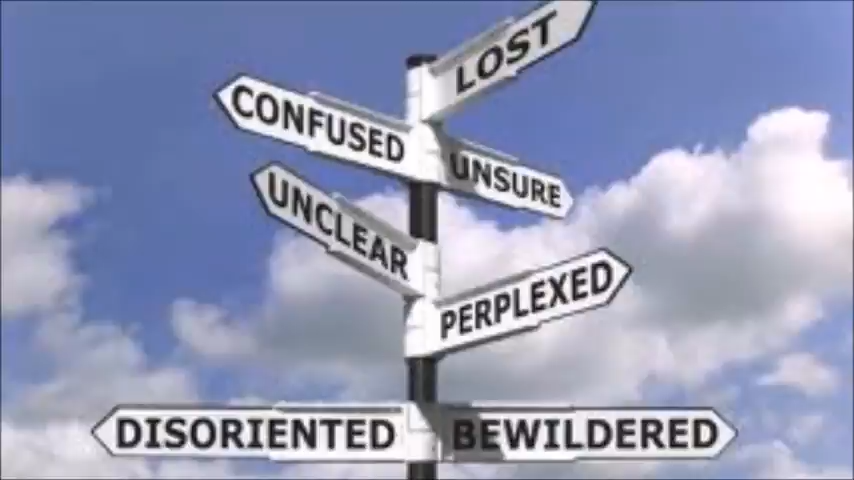 LOST
CONFUSED
UNSURE
UNCLEAR
PERPLEXED
DISORIENTED
BEWILDERED